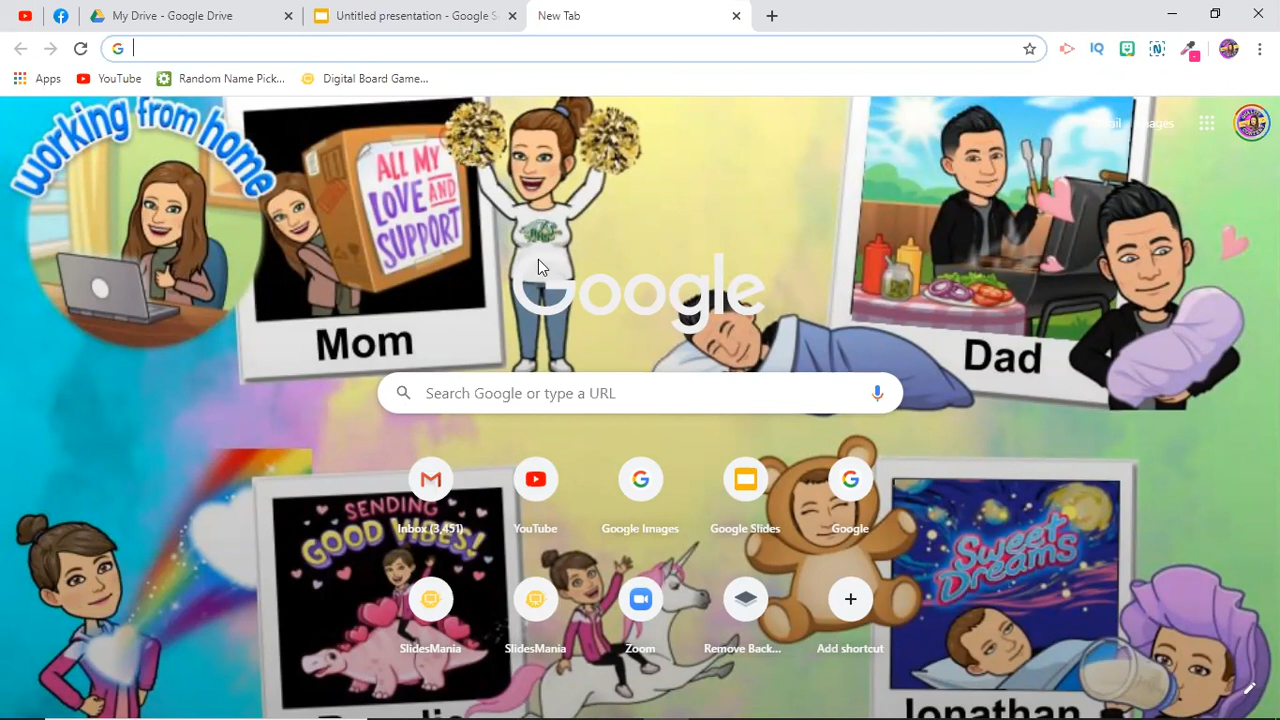 My Drive - Google Drive
Untitled presentation - Google S
New Tab
Apps
YouTube
Random Name Pick...
Digital Board Game...
Images
working from home
ALL MY
LOVE AND
SUPPORT
Mom
Dad
Google
Search Google or type a URL
SENDING
GOOD VIBES!
Sweet
Dreams
Inbox (3,451)
YouTube
Google Images
Google Slides
Google
SlidesMania
SlidesMania
Zoom
Remove Back...
Add shortcut
Jonathan